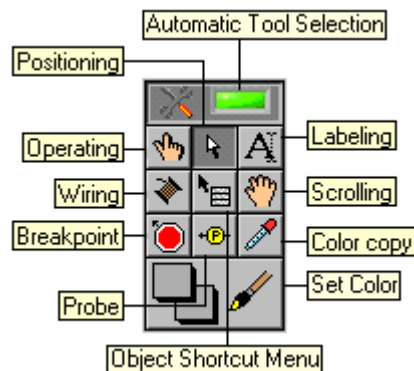 Automatic Tool Selection
Positioning
Operating
Labeling
Wiring
Scrolling
Breakpoint
Color copy
Probe
Set Color
Object Shortcut Menu
A
P